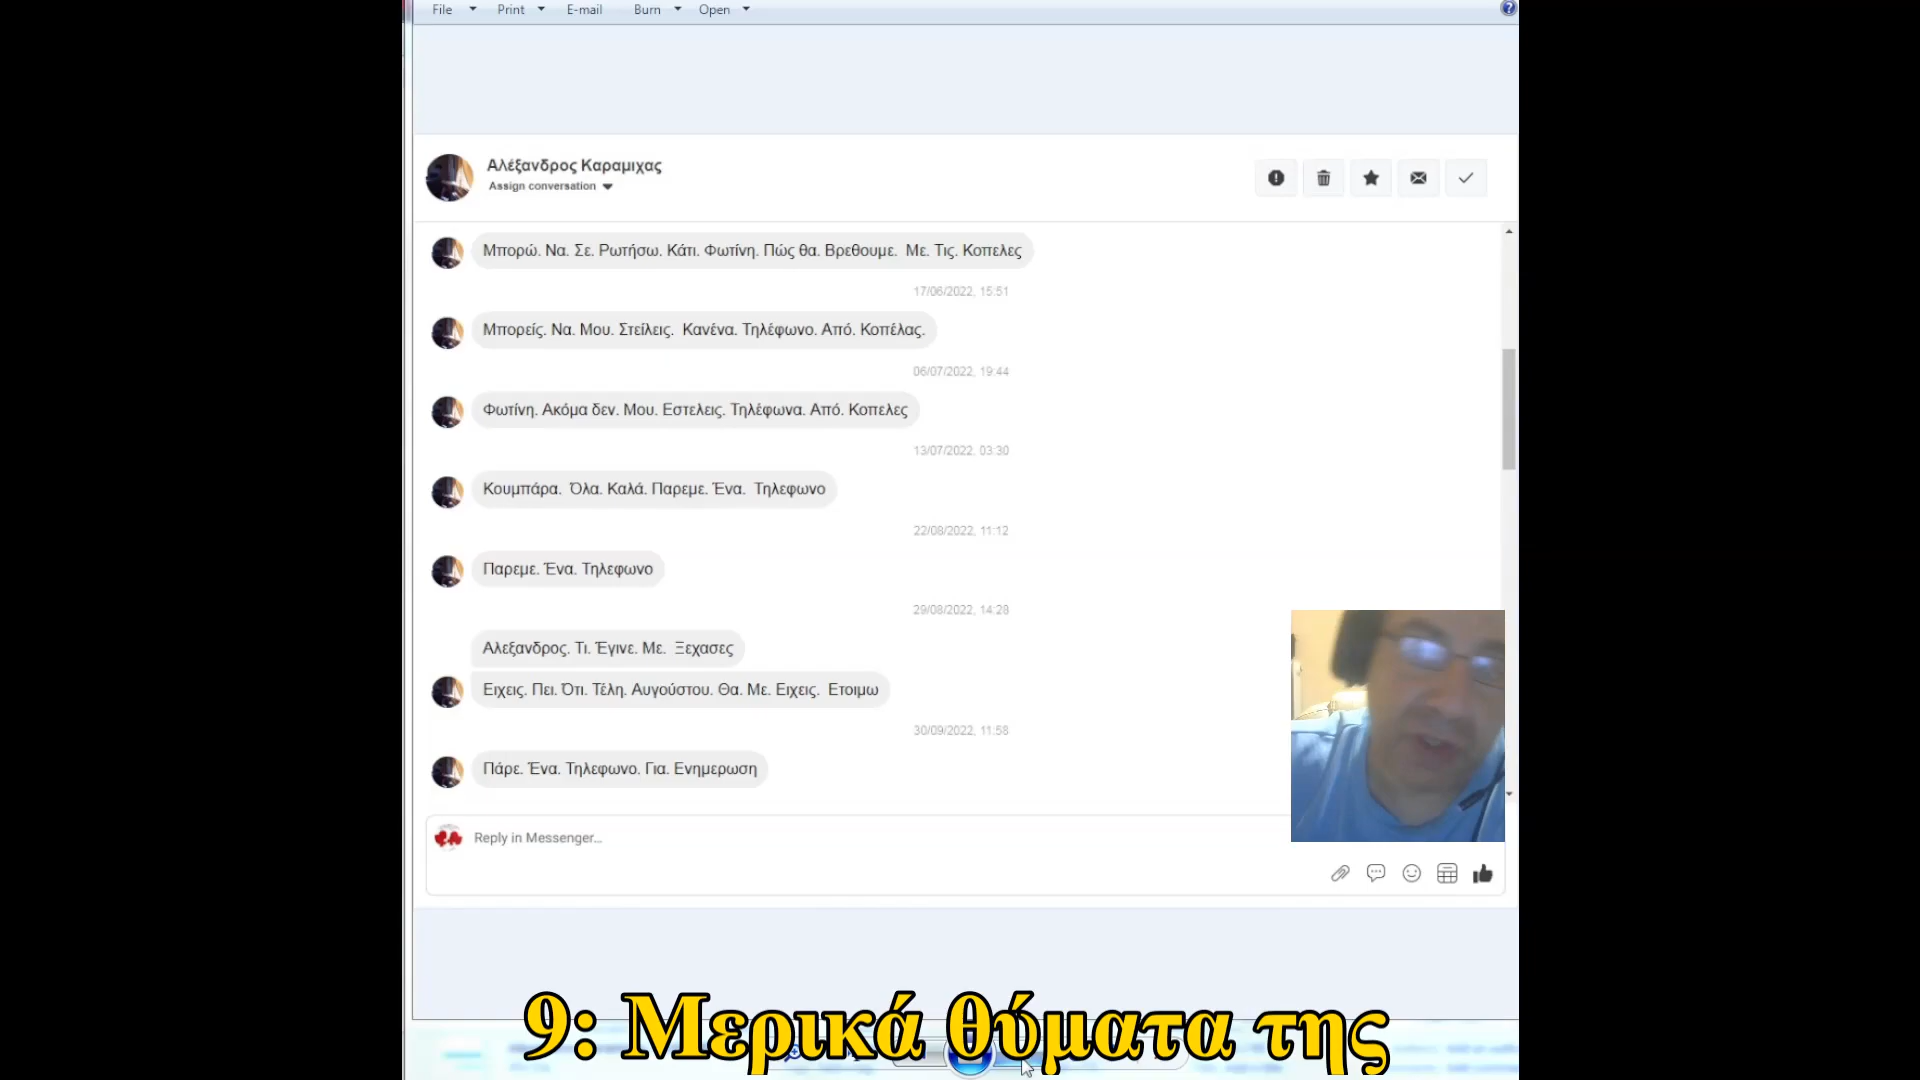 File Print E-mail Burn Open
Αλέξανδρος Καραμιχας
Assign conversation
Μπορώ. Να. Σε. Ρωτήσω. Κάτι. Φωτίνη. Πώς θα. Βρεθουμε. Με. Τις. Κοπελες
17/06/2022, 15:51
Μπορείς. Να. Μου. Στείλεις. Κανένα. Τηλέφωνο. Από. Κοπέλας.
06/07/2022, 19:44
Φωτίνη. Ακόμα δεν. Μου. Εστελεις. Τηλέφωνα. Από. Κοπελες
13/07/2022, 03:30
Κουμπάρα. Όλα. Καλά. Παρεμε. Ένα. Τηλεφωνο
22/08/2022, 11:12
Παρεμε. Ένα. Τηλεφωνο
29/08/2022, 14:28
Αλεξανδρος. Τι. Έγινε. Με. Ξεχασες
Ειχεις. Πει. Ότι. Τέλη. Αυγούστου. Θα. Με. Ειχεις. Ετοιμω
30/09/2022, 11:58
Πάρε. Ένα. Τηλεφωνο. Για. Ενημερωση
Reply in Messenger...
9: Μερικά θύματα της